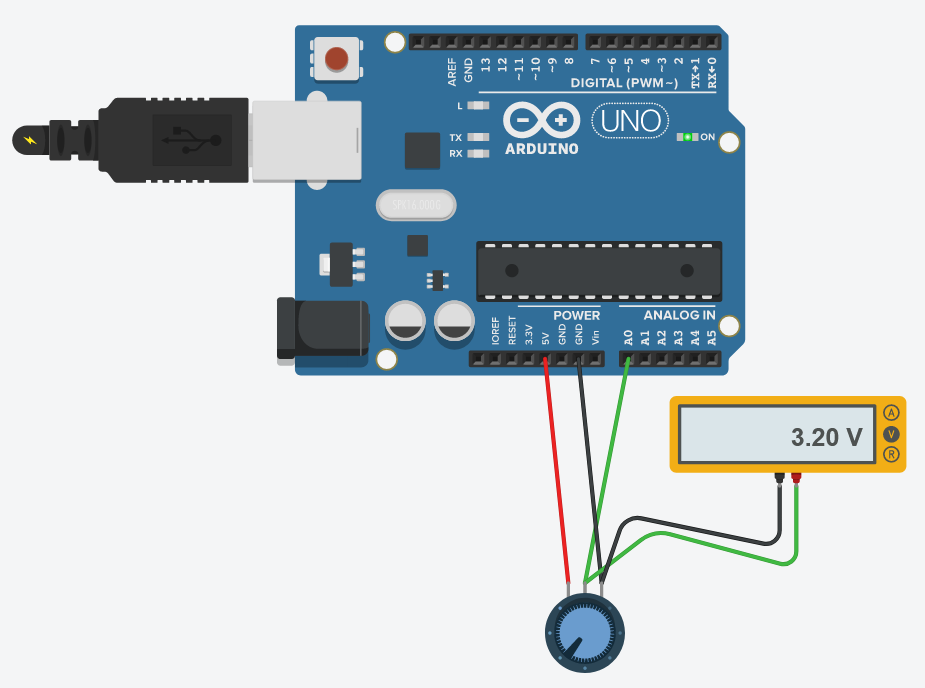 AREF
GND
13
12
~11
~10
~9
8
7
~6
~5
4
~3
2
TX→1
RX←0
DIGITAL (PWM ~)
L
TX
RX
UNO
ARDUINO
ON
SPK16.000G
POWER
ANALOG IN
IOREF
RESET
3.3V
5V
GND
GND
Vin
A0
A1
A2
A3
A4
A5
3.20 V
A
V
R